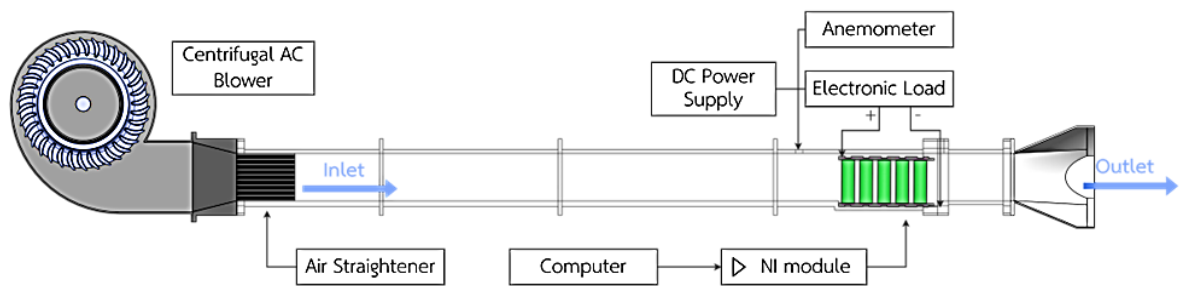 Anemometer
Centrifugal AC
Blower
DC Power
Supply
Electronic Load
+ -
Inlet
Outlet
Air Straightener
Computer
NI module